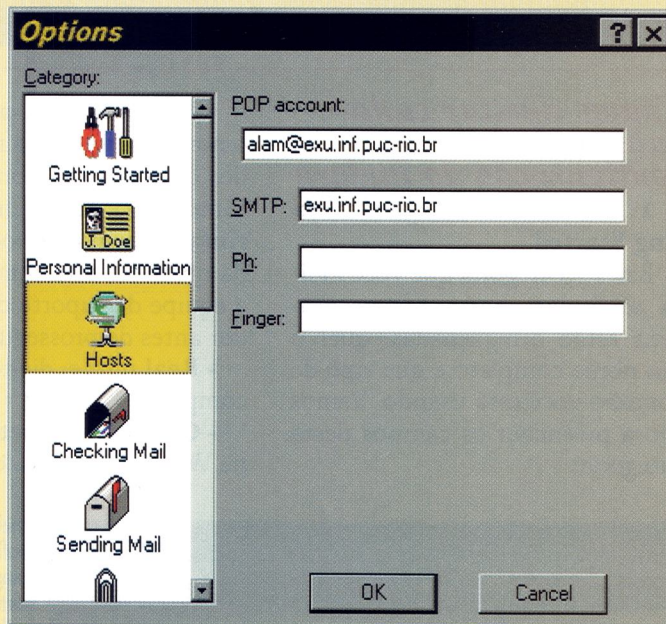 Options
Category:
Getting Started
J. Doe
Personal Information
Hosts
Checking Mail
Sending Mail
POP account:
alam@exu.inf.puc-rio.br
SMTP: exu.inf.puc-rio.br
Ph:
Finger:
OK
Cancel